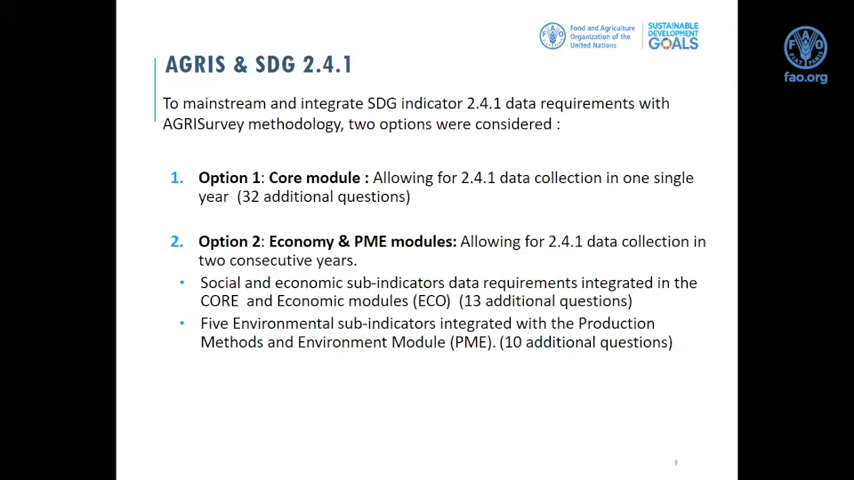 Food and Agriculture
Organization of the
United Nations
SUSTAINABLE
DEVELOPMENT
GOALS
FAO
FIAT PANIS
fao.org
AGRIS & SDG 2.4.1
To mainstream and integrate SDG indicator 2.4.1 data requirements with
AGRISurvey methodology, two options were considered :
1. Option 1: Core module : Allowing for 2.4.1 data collection in one single
year (32 additional questions)
2. Option 2: Economy & PME modules: Allowing for 2.4.1 data collection in
two consecutive years.
• Social and economic sub-indicators data requirements integrated in the
CORE and Economic modules (ECO) (13 additional questions)
• Five Environmental sub-indicators integrated with the Production
Methods and Environment Module (PME). (10 additional questions)